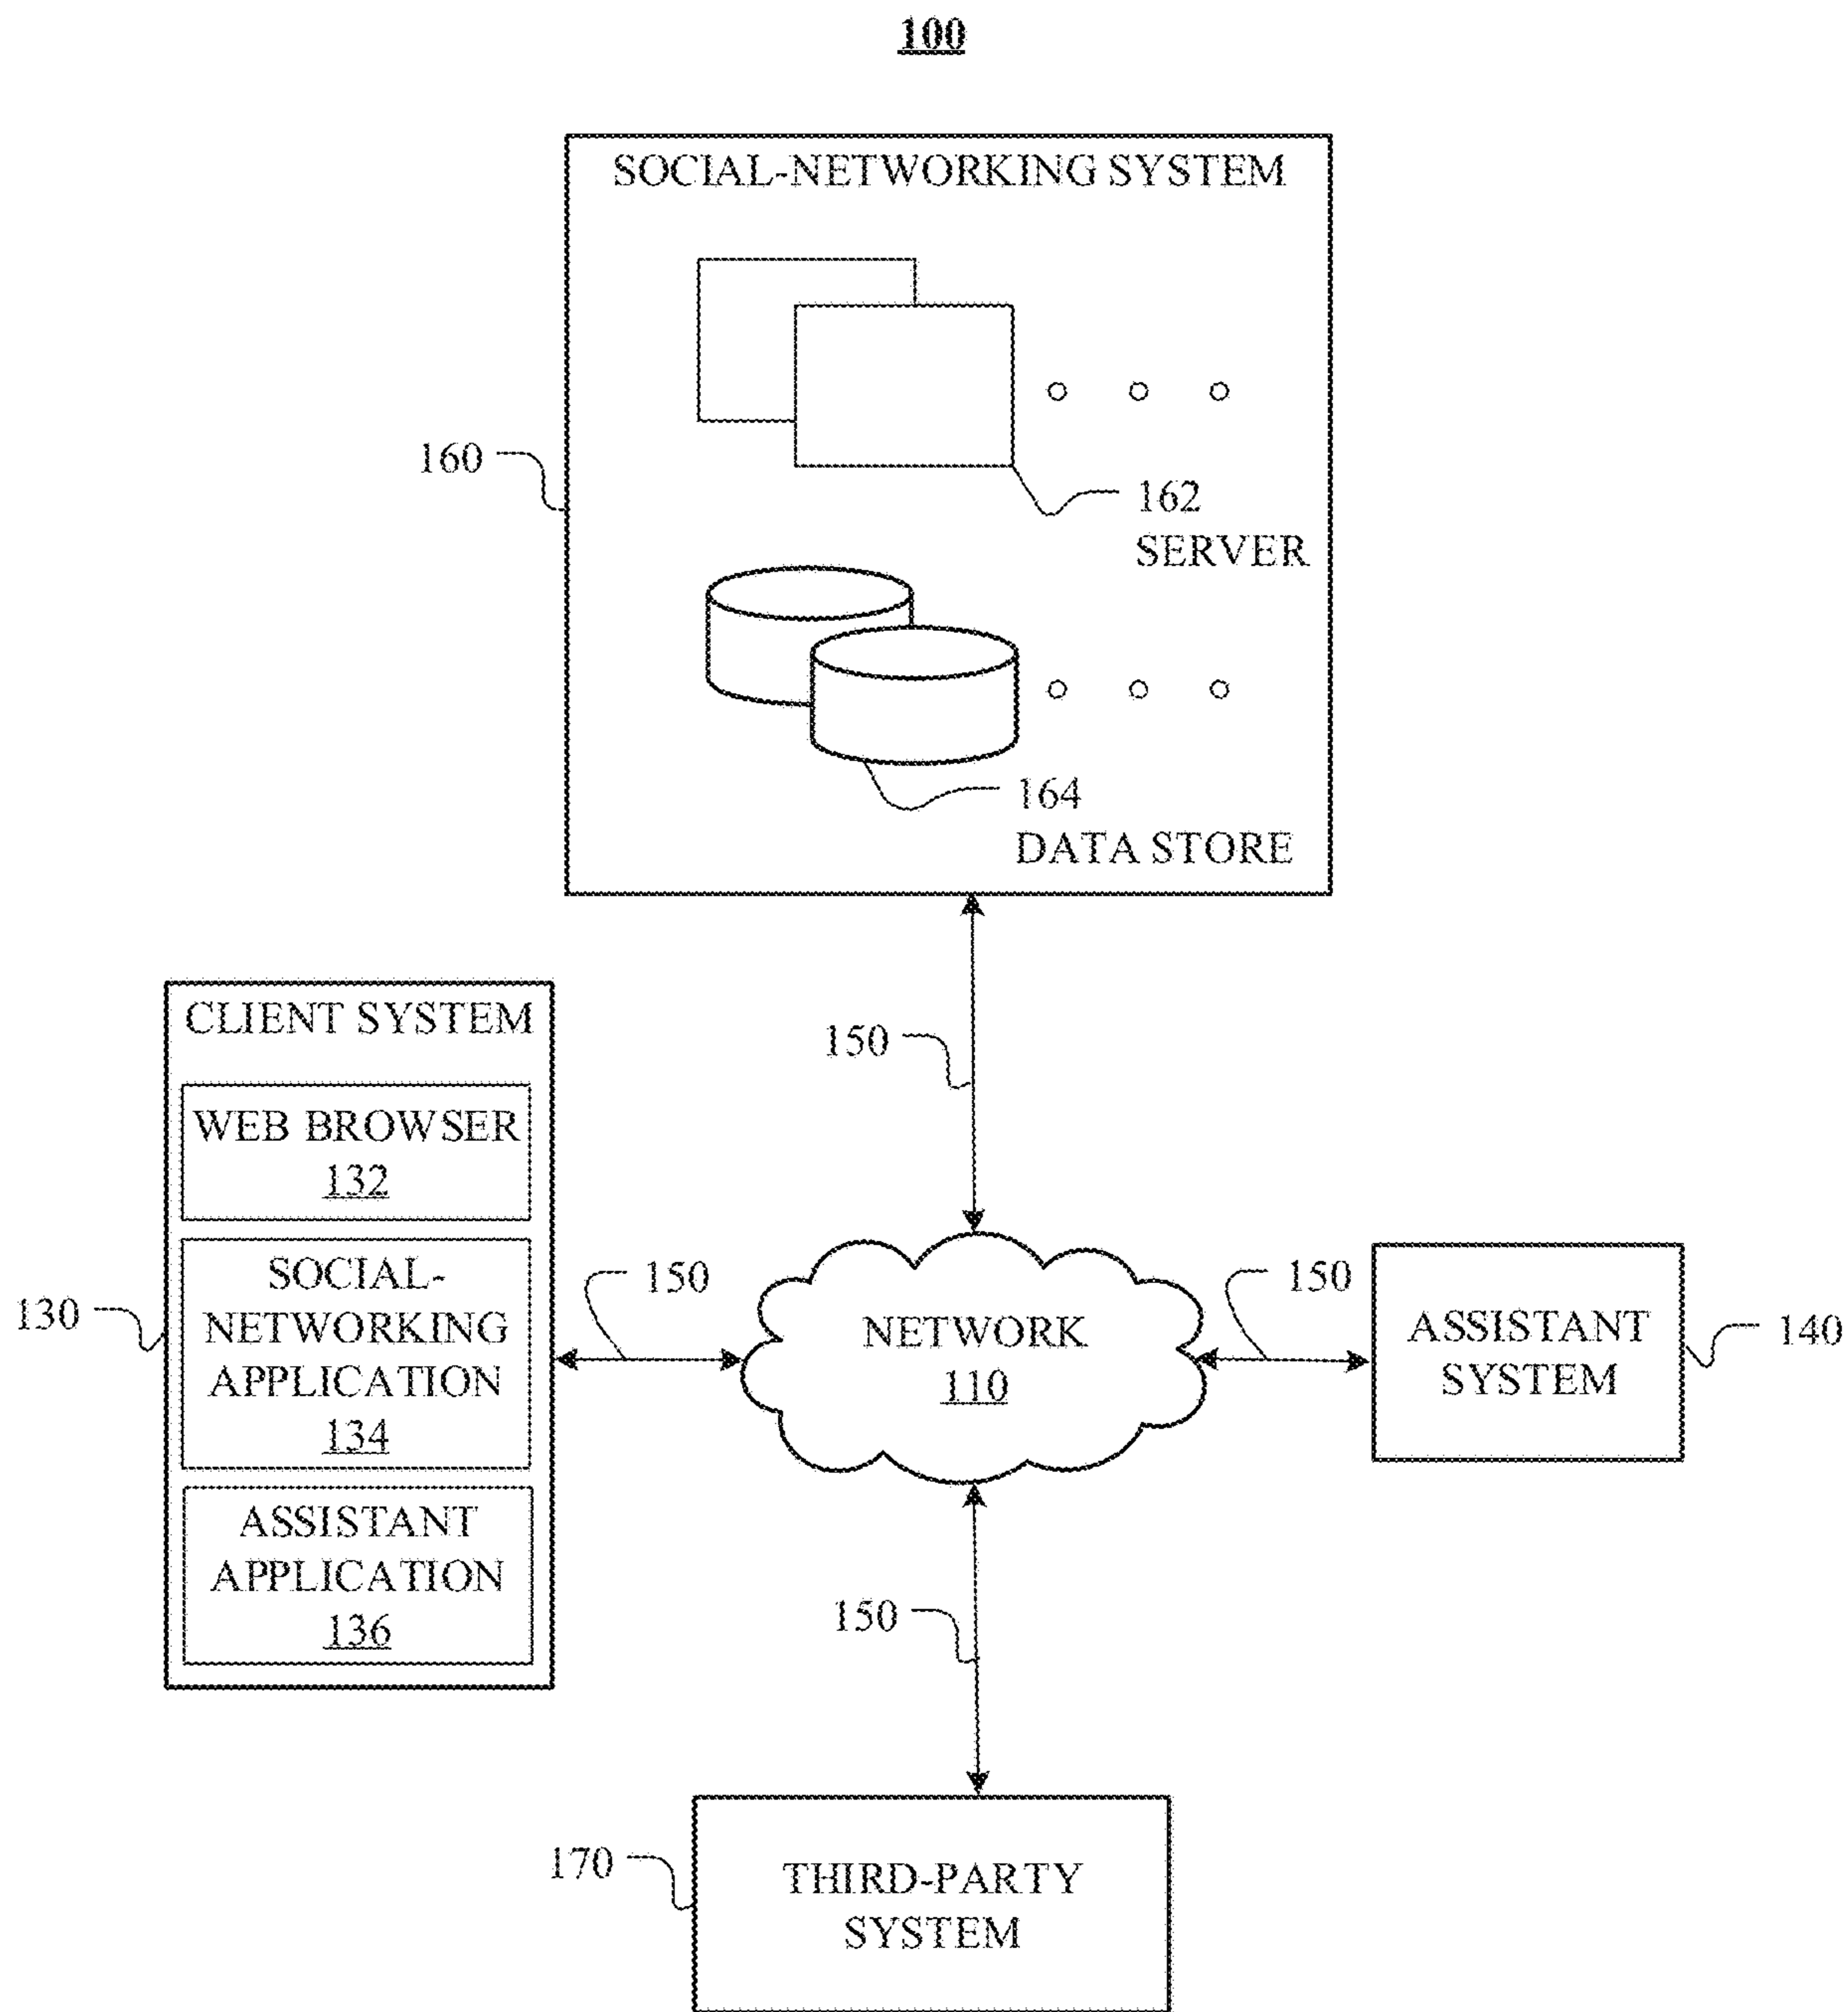 100
SOCIAL-NETWORKING SYSTEM
160
162
SERVER
164
DATA STORE
CLIENT SYSTEM
WEB BROWSER
132
SOCIAL-
NETWORKING
APPLICATION
134
ASSISTANT
APPLICATION
136
130
150
150
NETWORK
110
150
ASSISTANT
SYSTEM
140
150
170
THIRD-PARTY
SYSTEM